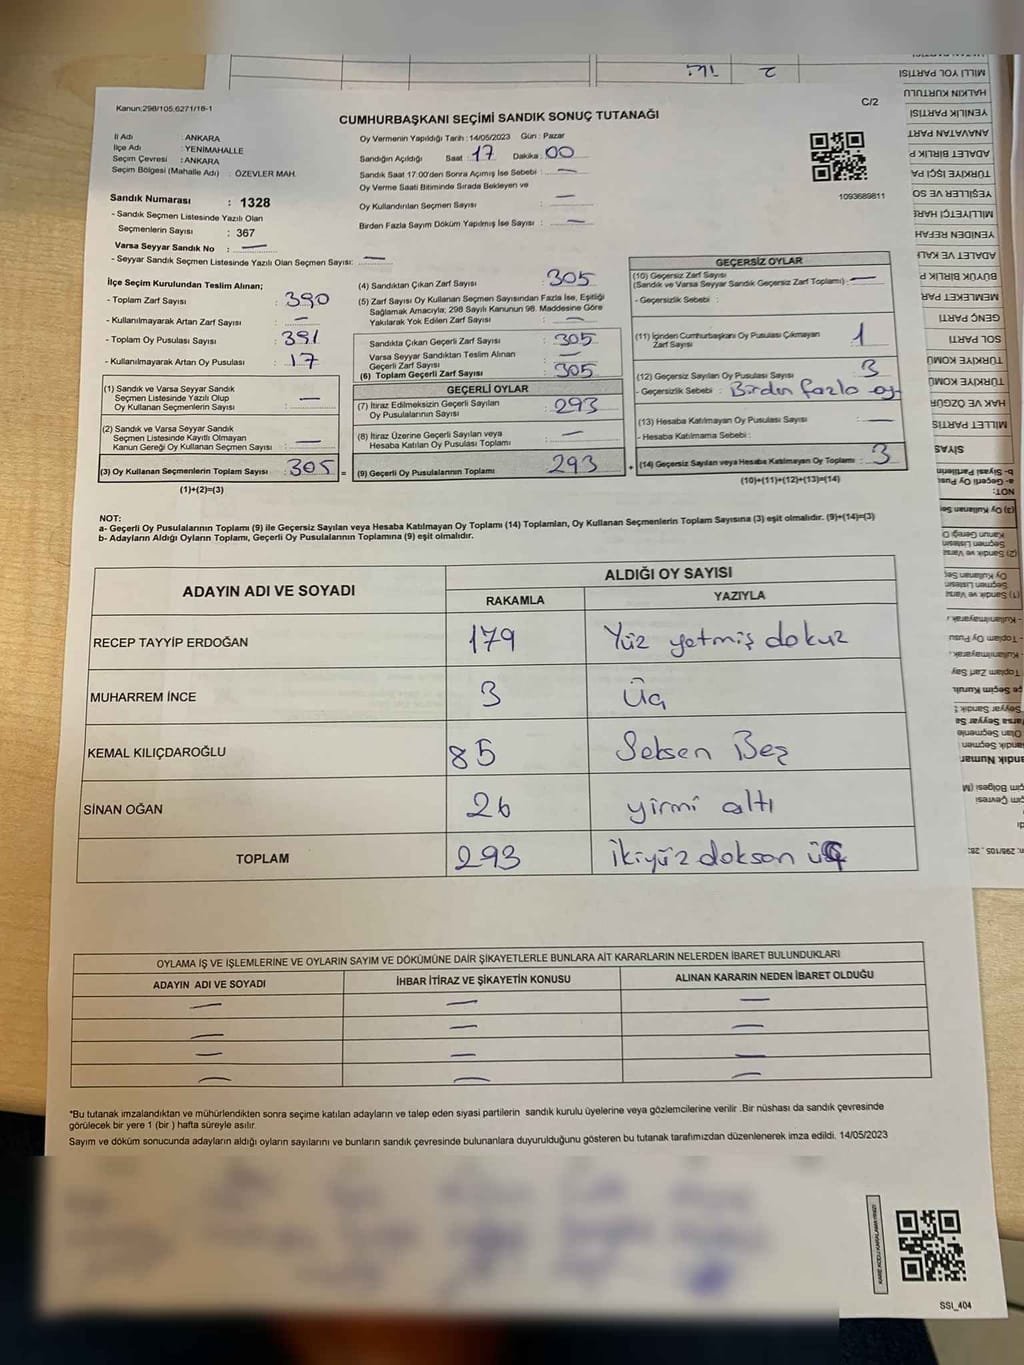 Kanun:298/105,6271/16-1
C/2
CUMHURBAŞKANI SEÇİMİ SANDIK SONUÇ TUTANAĞI
İl Adı : ANKARA
İlçe Adı : YENİMAHALLE
Seçim Çevresi : ANKARA
Seçim Bölgesi (Mahalle Adı) : ÖZEVLER MAH.
Oy Vermenin Yapıldığı Tarih : 14/05/2023 Gün : Pazar
Sandığın Açıldığı Saat : 17 Dakika : 00
Sandık Saat 17:00'den Sonra Açımış İse Sebebi : —
Oy Verme Saati Bitiminde Sırada Bekleyen ve
Oy Kullandırılan Seçmen Sayısı : —
Birden Fazla Sayım Döküm Yapılmış İse Sayısı : —
1093689811
Sandık Numarası : 1328
- Sandık Seçmen Listesinde Yazılı Olan
Seçmenlerin Sayısı : 367
Varsa Seyyar Sandık No : —
- Seyyar Sandık Seçmen Listesinde Yazılı Olan Seçmen Sayısı: —
İlçe Seçim Kurulundan Teslim Alınan;
- Toplam Zarf Sayısı : 390
- Kullanılmayarak Artan Zarf Sayısı : —
- Toplam Oy Pusulası Sayısı : 391
- Kullanılmayarak Artan Oy Pusulası : 17
(1) Sandık ve Varsa Seyyar Sandık
Seçmen Listesinde Yazılı Olup
Oy Kullanan Seçmenlerin Sayısı : —
(2) Sandık ve Varsa Seyyar Sandık
Seçmen Listesinde Kayıtlı Olmayan
Kanun Gereği Oy Kullanan Seçmen Sayısı : —
(3) Oy Kullanan Seçmenlerin Toplam Sayısı : 305 =
(1)+(2)=(3)
(4) Sandıktan Çıkan Zarf Sayısı : 305
(5) Zarf Sayısı Oy Kullanan Seçmen Sayısından Fazla İse, Eşitliği
Sağlamak Amacıyla; 298 Sayılı Kanunun 98. Maddesine Göre
Yakılarak Yok Edilen Zarf Sayısı : —
Sandıkta Çıkan Geçerli Zarf Sayısı : 305
Varsa Seyyar Sandıktan Teslim Alınan
Geçerli Zarf Sayısı : —
(6) Toplam Geçerli Zarf Sayısı : 305
GEÇERLİ OYLAR
(7) İtiraz Edilmeksizin Geçerli Sayılan
Oy Pusulalarının Sayısı : 293
(8) İtiraz Üzerine Geçerli Sayılan veya
Hesaba Katılan Oy Pusulası Toplamı : —
(9) Geçerli Oy Pusulalarının Toplamı : 293 +
GEÇERSİZ OYLAR
(10) Geçersiz Zarf Sayısı
(Sandık ve Varsa Seyyar Sandık Geçersiz Zarf Toplamı) : —
- Geçersizlik Sebebi :
(11) İçinden Cumhurbaşkanı Oy Pusulası Çıkmayan
Zarf Sayısı : 1
(12) Geçersiz Sayılan Oy Pusulası Sayısı : 3
- Geçersizlik Sebebi : Birden fazla oy
(13) Hesaba Katılmayan Oy Pusulası Sayısı : —
- Hesaba Katılmama Sebebi :
(14) Geçersiz Sayılan veya Hesaba Katılmayan Oy Toplamı : 3
(10)+(11)+(12)+(13)=(14)
NOT:
a- Geçerli Oy Pusulalarının Toplamı (9) ile Geçersiz Sayılan veya Hesaba Katılmayan Oy Toplamı (14) Toplamları, Oy Kullanan Seçmenlerin Toplam Sayısına (3) eşit olmalıdır. (9)+(14)=(3)
b- Adayların Aldığı Oyların Toplamı, Geçerli Oy Pusulalarının Toplamına (9) eşit olmalıdır.
ADAYIN ADI VE SOYADI ALDIĞI OY SAYISI
RAKAMLA YAZIYLA
RECEP TAYYİP ERDOĞAN 179 Yüz yetmiş dokuz
MUHARREM İNCE 3 Üç
KEMAL KILIÇDAROĞLU 85 Seksen Beş
SİNAN OĞAN 26 yirmi altı
TOPLAM 293 İkiyüz doksan üç
OYLAMA İŞ VE İŞLEMLERİNE VE OYLARIN SAYIM VE DÖKÜMÜNE DAİR ŞİKAYETLERLE BUNLARA AİT KARARLARIN NELERDEN İBARET BULUNDUKLARI
ADAYIN ADI VE SOYADI İHBAR İTİRAZ VE ŞİKAYETİN KONUSU ALINAN KARARIN NEDEN İBARET OLDUĞU
— — —
— — —
— — —
— — —
*Bu tutanak imzalandıktan ve mühürlendikten sonra seçime katılan adayların ve talep eden siyasi partilerin sandık kurulu üyelerine veya gözlemcilerine verilir .Bir nüshası da sandık çevresinde
görülecek bir yere 1 (bir ) hafta süreyle asılır.
Sayım ve döküm sonucunda adayların aldığı oyların sayılarını ve bunların sandık çevresinde bulunanlara duyurulduğunu gösteren bu tutanak tarafımızdan düzenlenerek imza edildi. 14/05/2023
KARE KODU KARALAMAYINIZ!
SSI_404
MİLLİ YOL PARTİSİ 2 iki
HALKIN KURTULU
YENİLİK PARTİSİ
ANAVATAN PART
ADALET BİRLİK P
TÜRKİYE İŞÇİ PA
YEŞİLLER VE SO
MİLLİYETÇİ HARE
YENİDEN REFAH
ADALET VE KALK
BÜYÜK BİRLİK P
MEMLEKET PAR
GENÇ PARTİ
SOL PARTİ
TÜRKİYE KOMÜ
TÜRKİYE KOMÜ
HAK VE ÖZGÜR
MİLLET PARTİS
SİYAS